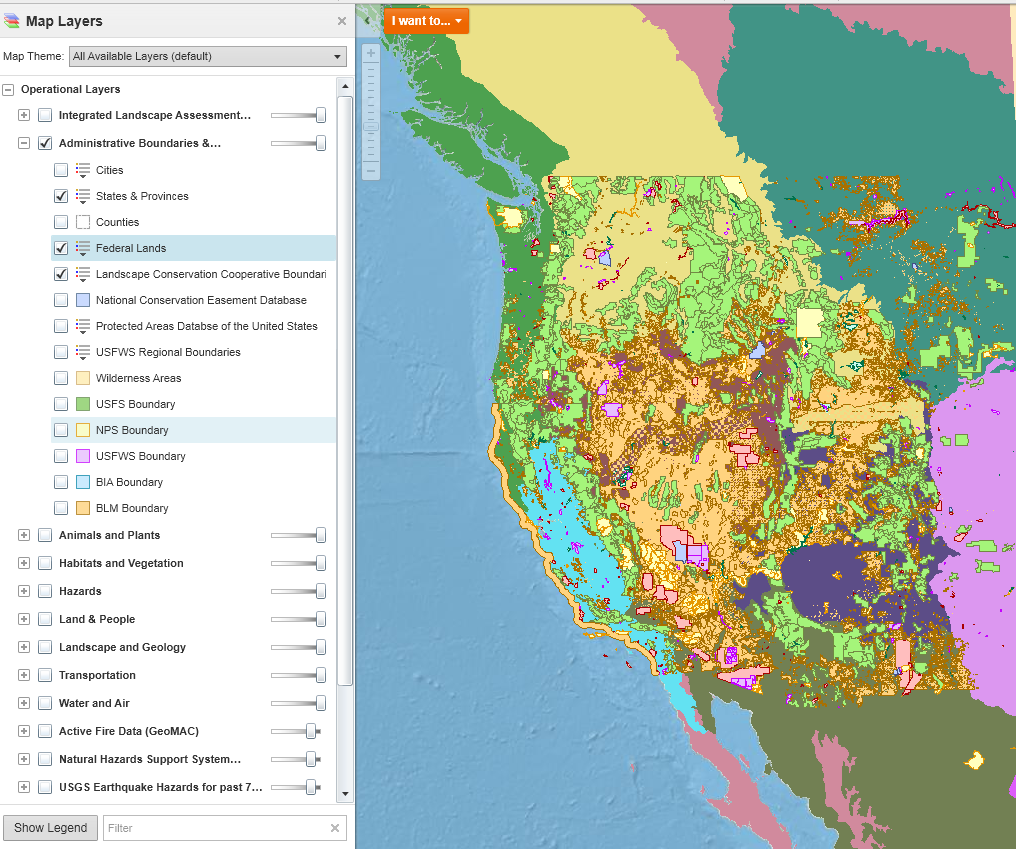 Map Layers
I want to...
Map Theme: All Available Layers (default)
Operational Layers
Integrated Landscape Assessment...
Administrative Boundaries &...
Cities
States & Provinces
Counties
Federal Lands
Landscape Conservation Cooperative Boundari
National Conservation Easement Database
Protected Areas Databse of the United States
USFWS Regional Boundaries
Wilderness Areas
USFS Boundary
NPS Boundary
USFWS Boundary
BIA Boundary
BLM Boundary
Animals and Plants
Habitats and Vegetation
Hazards
Land & People
Landscape and Geology
Transportation
Water and Air
Active Fire Data (GeoMAC)
Natural Hazards Support System...
USGS Earthquake Hazards for past 7...
Show Legend
Filter